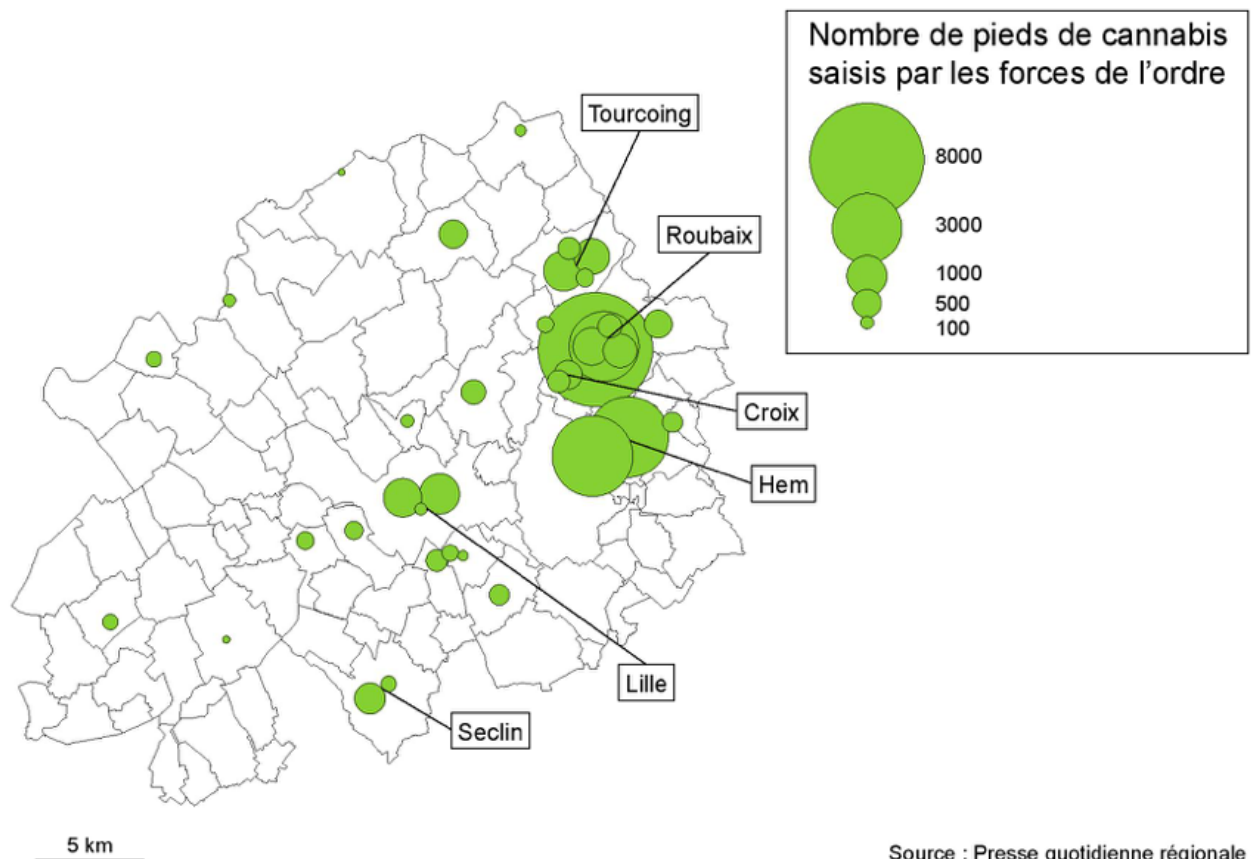 Nombre de pieds de cannabis
saisis par les forces de l'ordre
8000
3000
1000
500
100
Tourcoing
Roubaix
Croix
Hem
Lille
Seclin
5 km
Source : Presse quotidienne régionale